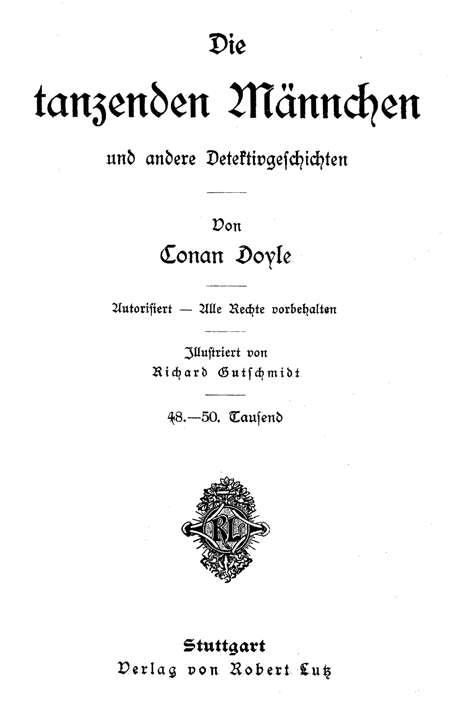 Die
tanzenden Männchen
und andere Detektivgeschichten
Von
Conan Doyle
Autorisiert — Alle Rechte vorbehalten
Illustriert von
Richard Gutschmidt
48.—50. Tausend
RL
Stuttgart
Verlag von Robert Lutz